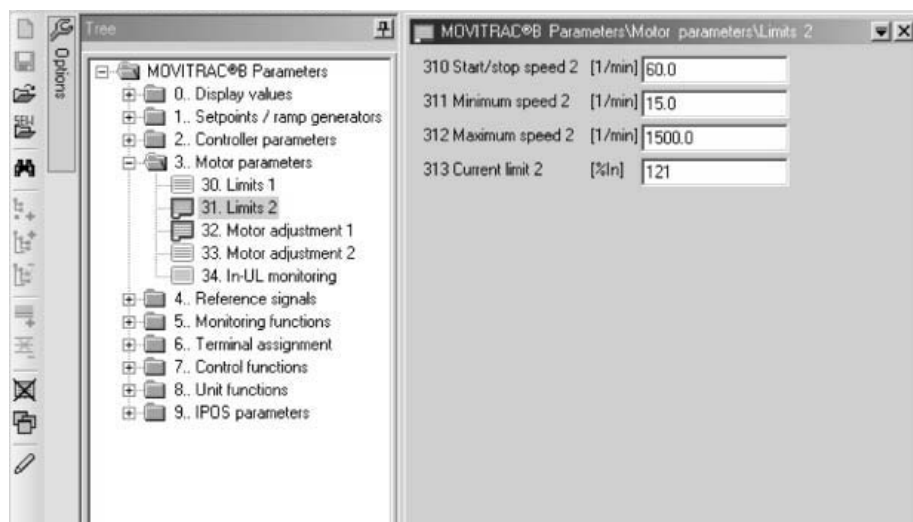 Tree
Options
SEW
MOVITRAC®B Parameters
0.. Display values
1.. Setpoints / ramp generators
2.. Controller parameters
3.. Motor parameters
30. Limits 1
31. Limits 2
32. Motor adjustment 1
33. Motor adjustment 2
34. In-UL monitoring
4.. Reference signals
5.. Monitoring functions
6.. Terminal assignment
7.. Control functions
8.. Unit functions
9.. IPOS parameters
MOVITRAC®B Parameters\Motor parameters\Limits 2
310 Start/stop speed 2 [1/min] 60.0
311 Minimum speed 2 [1/min] 15.0
312 Maximum speed 2 [1/min] 1500.0
313 Current limit 2 [%In] 121